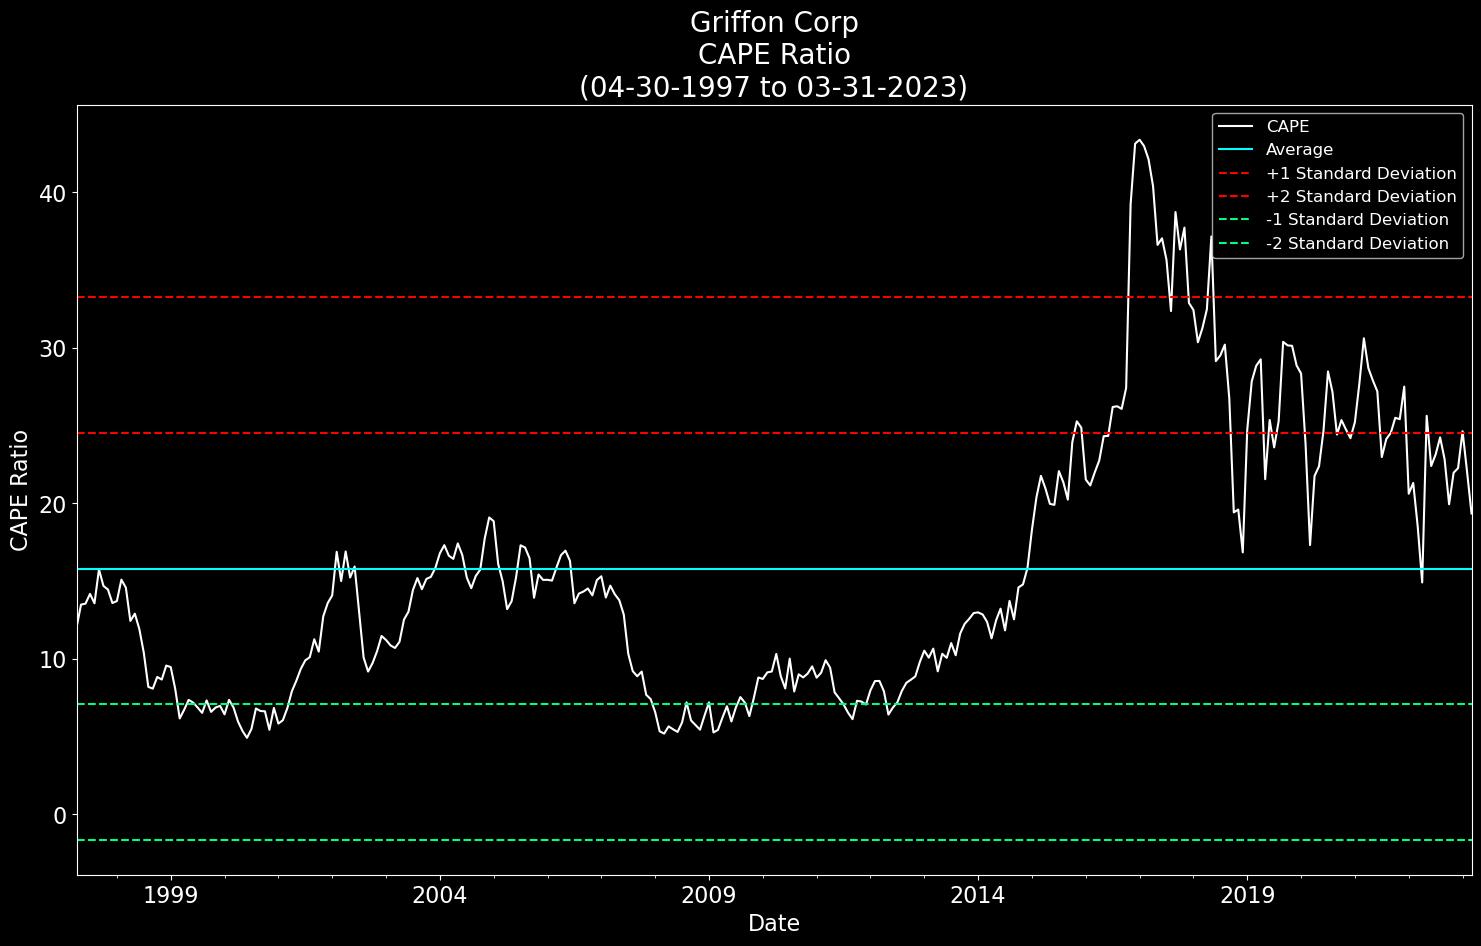 Griffon Corp
CAPE Ratio
(04-30-1997 to 03-31-2023)
CAPE
Average
+1 Standard Deviation
+2 Standard Deviation
-1 Standard Deviation
-2 Standard Deviation
CAPE Ratio
40
30
20
10
0
1999 2004 2009 2014 2019
Date